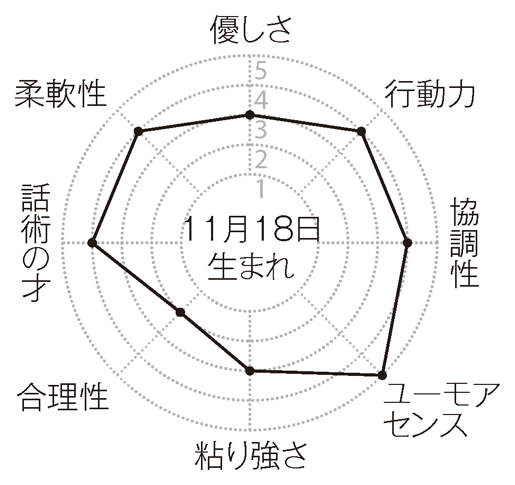 優しさ
行動力
協調性
ユーモア
センス
粘り強さ
合理性
話術の才
柔軟性
5
4
3
2
1
11月18日
生まれ